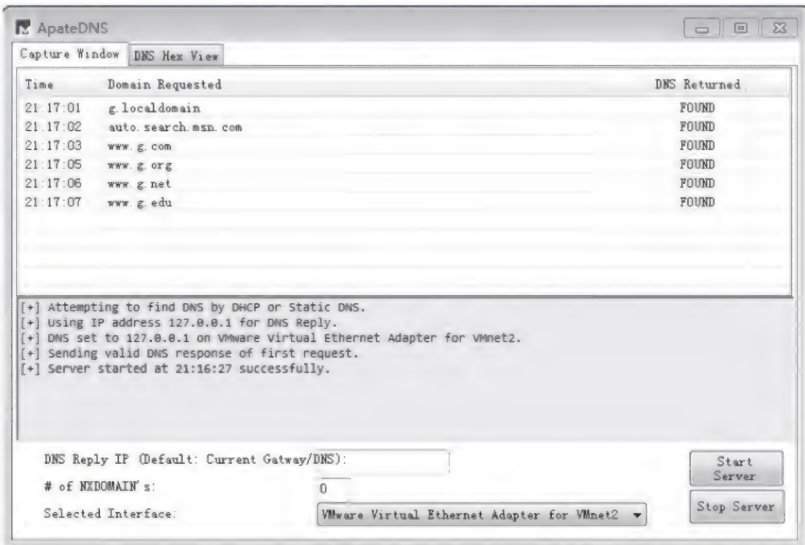 ApateDNS
Capture Window DNS Hex View
Time Domain Requested DNS Returned
21:17:01 g.localdomain FOUND
21:17:02 auto.search.msn.com FOUND
21:17:03 www.g.com FOUND
21:17:05 www.g.org FOUND
21:17:06 www.g.net FOUND
21:17:07 www.g.edu FOUND
[+] Attempting to find DNS by DHCP or Static DNS.
[+] Using IP address 127.0.0.1 for DNS Reply.
[+] DNS set to 127.0.0.1 on VMware Virtual Ethernet Adapter for VMnet2.
[+] Sending valid DNS response of first request.
[+] Server started at 21:16:27 successfully.
DNS Reply IP (Default: Current Gatway/DNS):
# of NXDOMAIN's: 0
Selected Interface: VMware Virtual Ethernet Adapter for VMnet2
Start Server
Stop Server